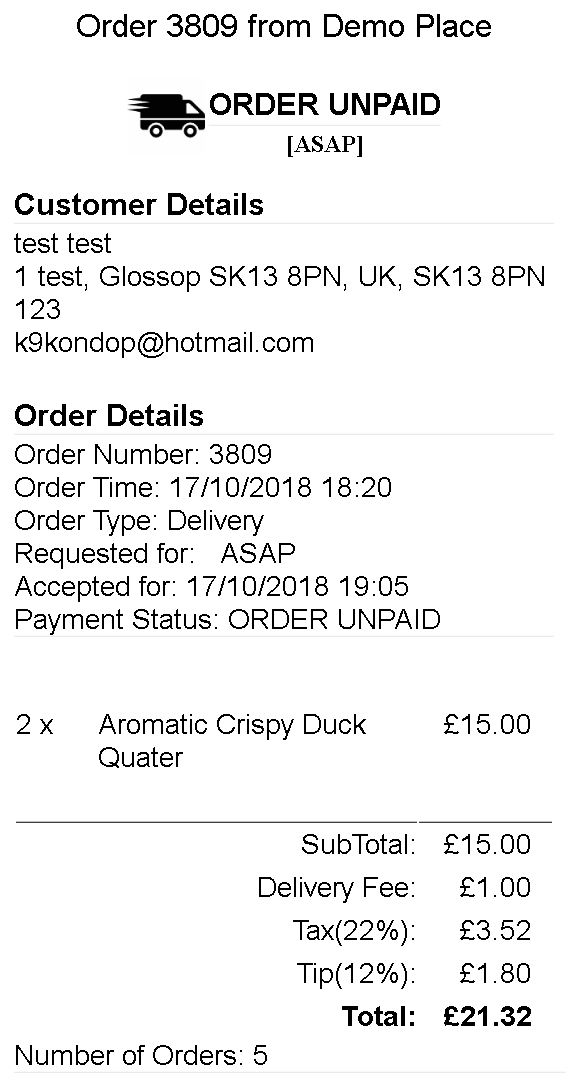 Order 3809 from Demo Place
ORDER UNPAID
[ASAP]
Customer Details
test test
1 test, Glossop SK13 8PN, UK, SK13 8PN
123
k9kondop@hotmail.com
Order Details
Order Number: 3809
Order Time: 17/10/2018 18:20
Order Type: Delivery
Requested for: ASAP
Accepted for: 17/10/2018 19:05
Payment Status: ORDER UNPAID
2 x Aromatic Crispy Duck £15.00
Quater
SubTotal: £15.00
Delivery Fee: £1.00
Tax(22%): £3.52
Tip(12%): £1.80
Total: £21.32
Number of Orders: 5